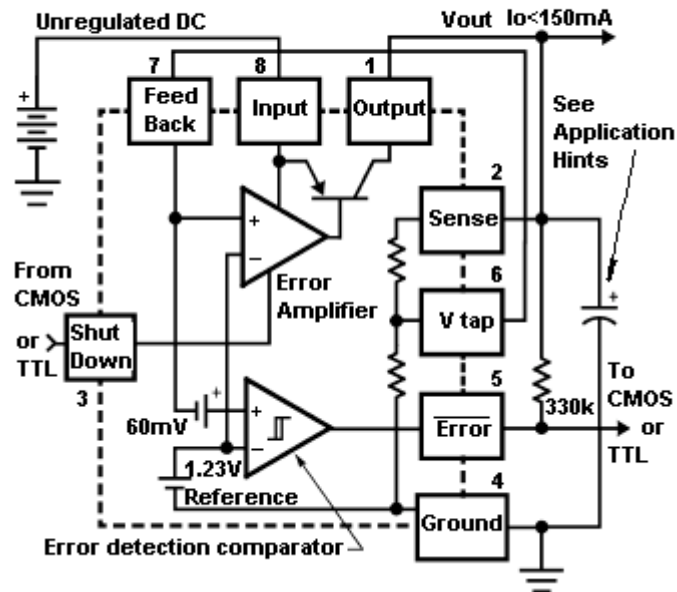 Unregulated DC
Vout Io<150mA
7
8
1
Feed
Back
Input
Output
See
Application
Hints
2
Sense
+
+
−
Error
Amplifier
6
V tap
From
CMOS
or
TTL
Shut
Down
3
+
5
Error
330k
To
CMOS
or
TTL
60mV
+
+
−
1.23V
Reference
4
Ground
Error detection comparator